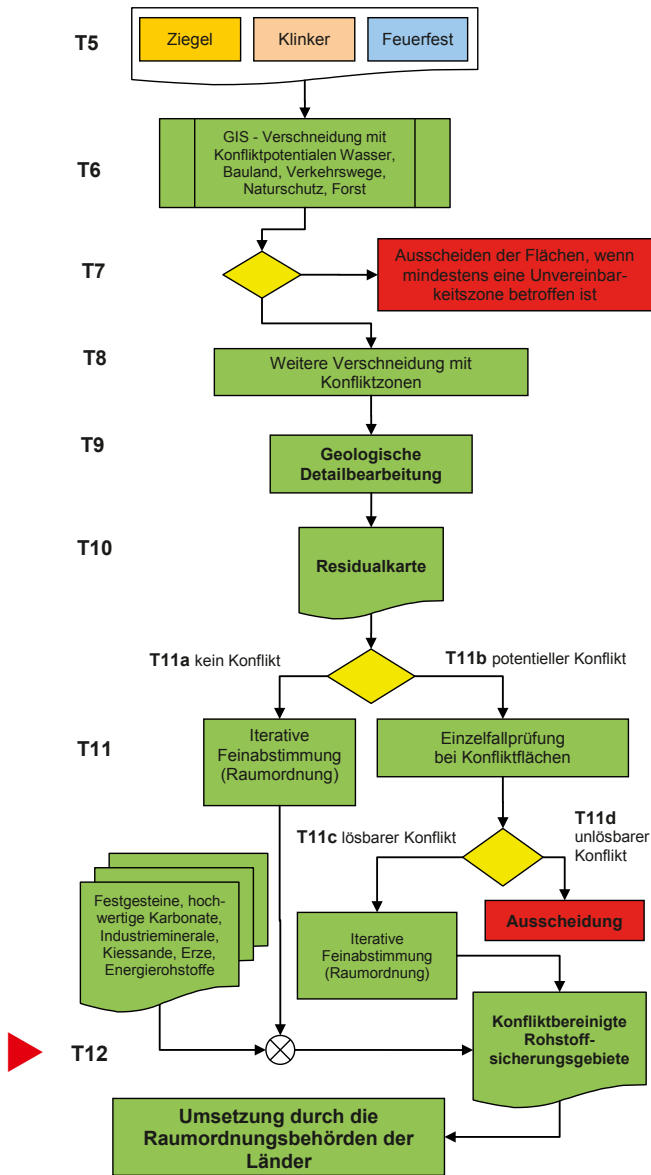 T5
Ziegel
Klinker
Feuerfest
T6
GIS - Verschneidung mit
Konfliktpotentialen Wasser,
Bauland, Verkehrswege,
Naturschutz, Forst
T7
Ausscheiden der Flächen, wenn
mindestens eine Unvereinbar-
keitszone betroffen ist
T8
Weitere Verschneidung mit
Konfliktzonen
T9
Geologische
Detailbearbeitung
T10
Residualkarte
T11a kein Konflikt
T11b potentieller Konflikt
T11
Iterative
Feinabstimmung
(Raumordnung)
Einzelfallprüfung
bei Konfliktflächen
T11c lösbarer Konflikt
T11d
unlösbarer
Konflikt
Festgesteine, hoch-
wertige Karbonate,
Industrieminerale,
Kiessande, Erze,
Energierohstoffe
Iterative
Feinabstimmung
(Raumordnung)
Ausscheidung
T12
Konfliktbereinigte
Rohstoff-
sicherungsgebiete
Umsetzung durch die
Raumordnungsbehörden der
Länder